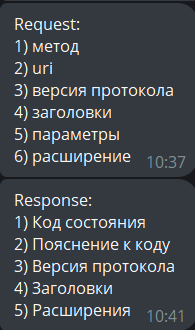 Request:
1) метод
2) uri
3) версия протокола
4) заголовки
5) параметры
6) расширение 10:37
Response:
1) Код состояния
2) Пояснение к коду
3) Версия протокола
4) Заголовки
5) Расширения 10:41